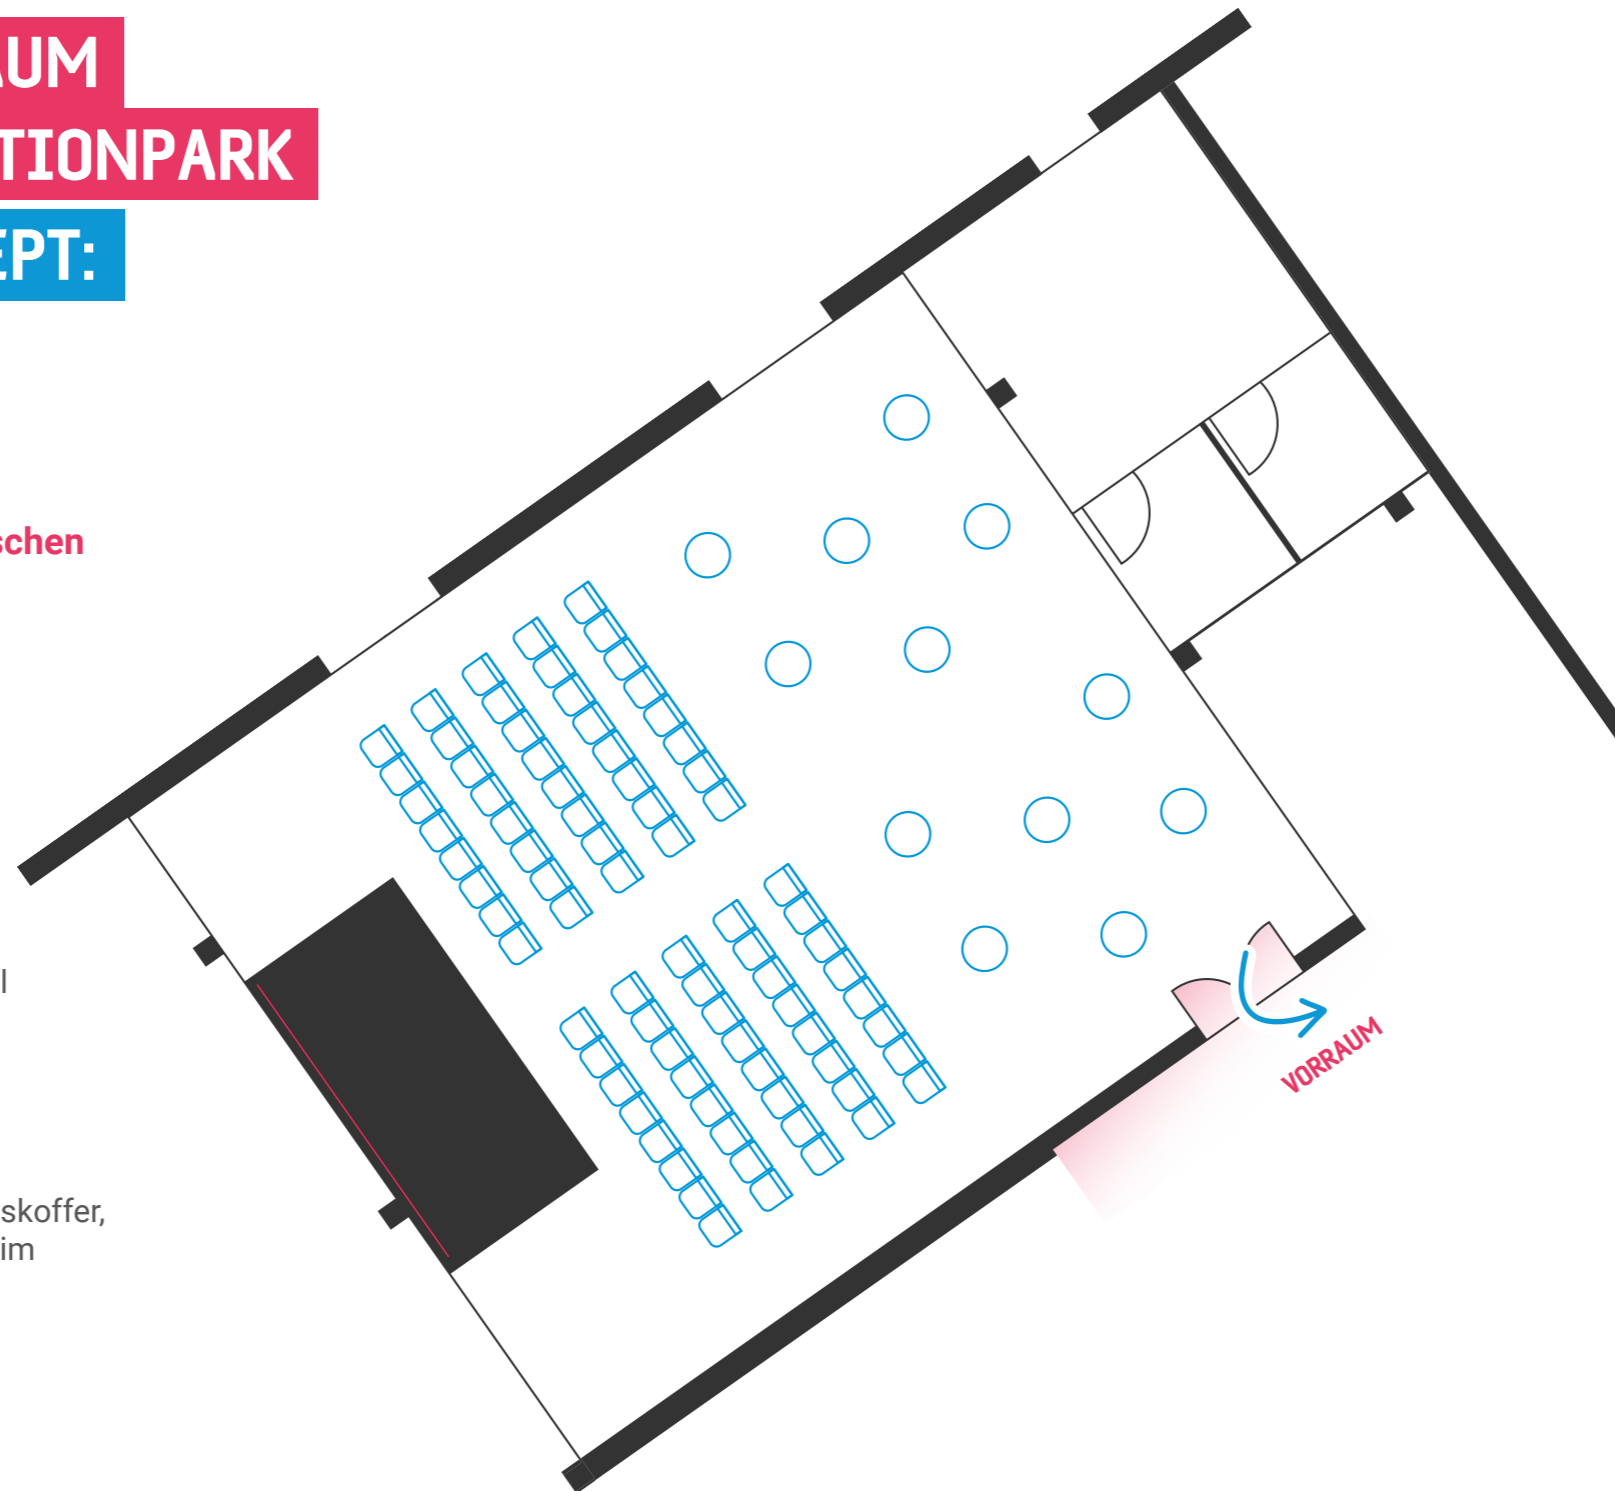 AUM
TIONPARK
EPT:
schen
l
skoffer,
im
VORRAUM